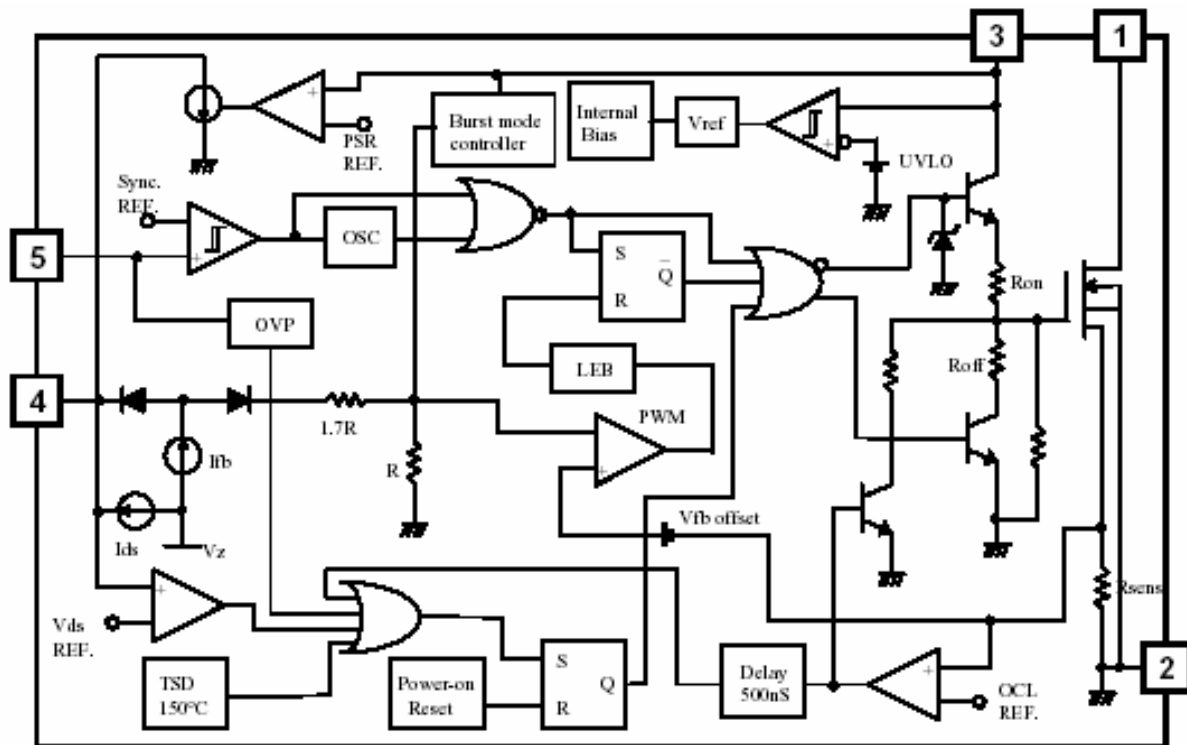 3
1
+
PSR
REF.
Burst mode
controller
Internal
Bias
Vref
+
UVLO
Sync.
REF.
+
OSC
5
S
Q
R
Ron
OVP
4
LEB
Roff
1.7R
PWM
R
+
Ifb
Ids
Vz
Vfb offset
+
Vds
REF.
Rsens
2
TSD
150°C
Power-on
Reset
S
Q
R
Delay
500nS
+
OCL
REF.